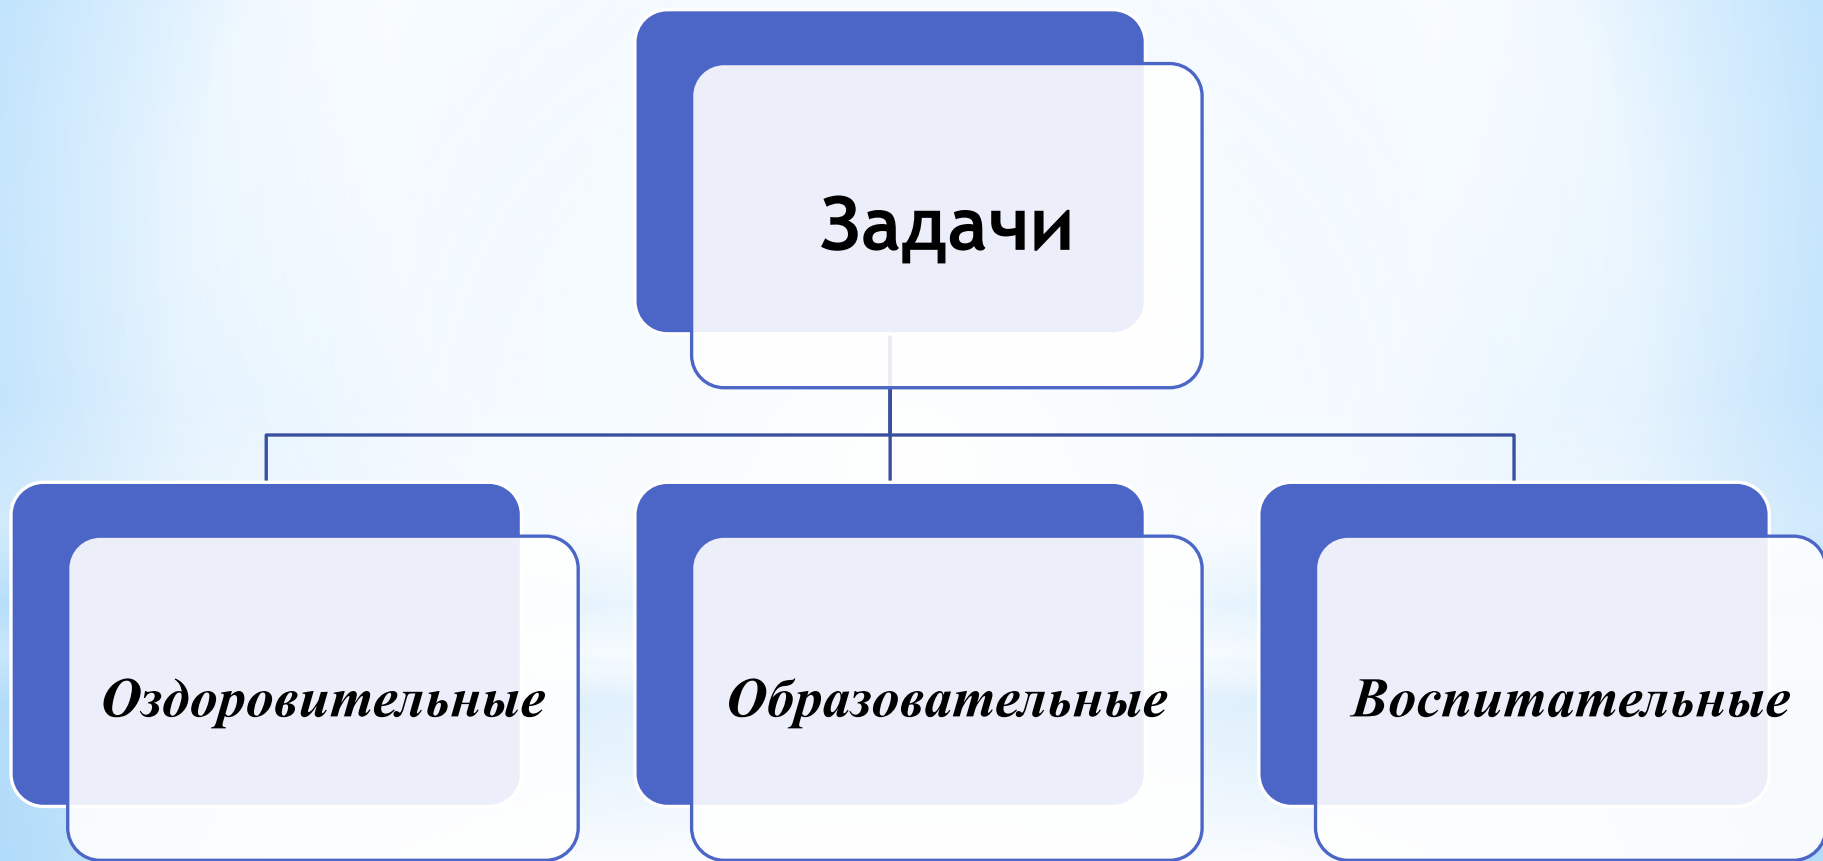 Задачи
Оздоровительные
Образовательные
Воспитательные